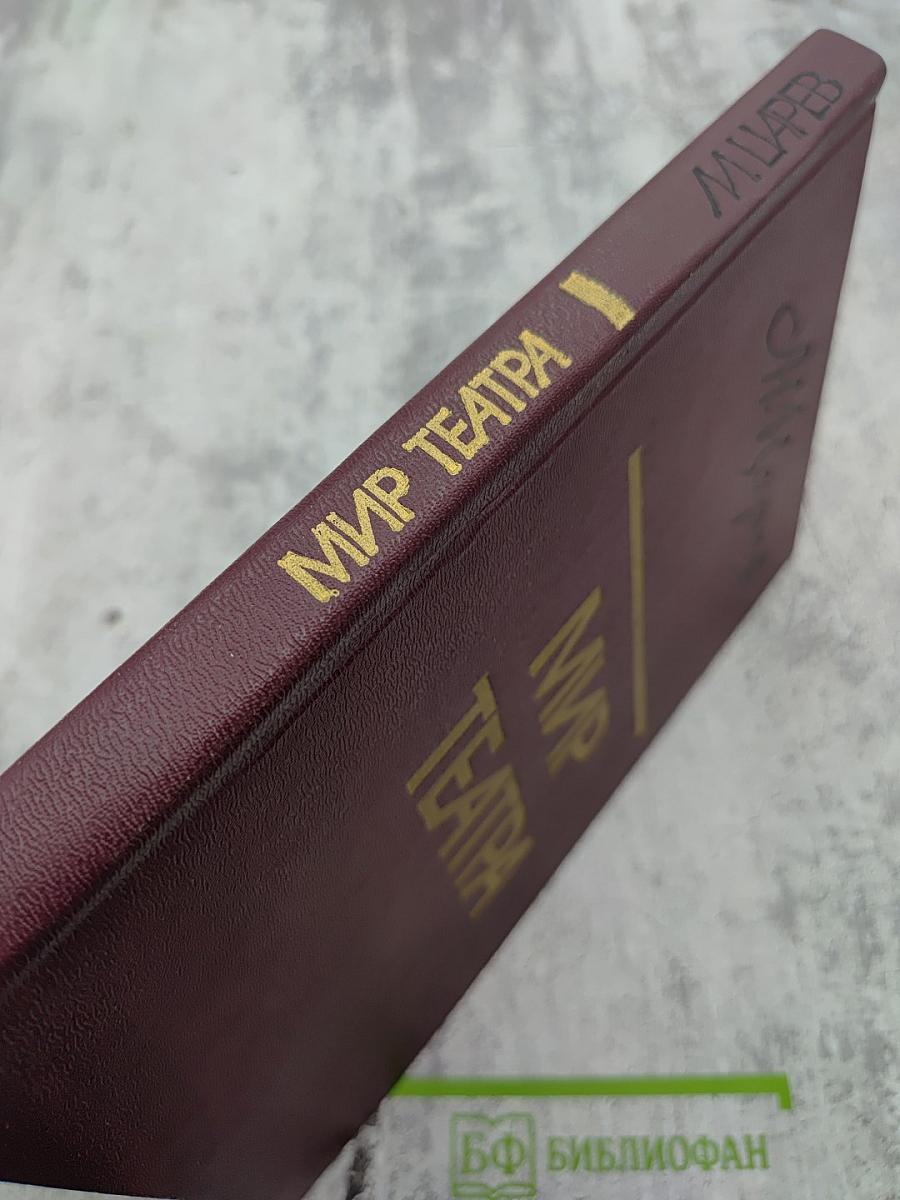 М. ЦАРЕВ
МИР ТЕАТРА
МИР
ТЕАТРА
БФ БИБЛИОФАН